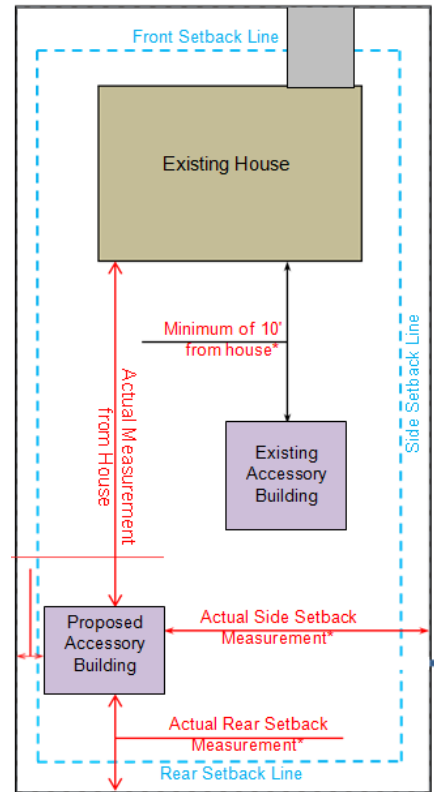 Front Setback Line
Existing House
Minimum of 10'
from house*
Actual Measurement
from House
Side Setback Line
Existing
Accessory
Building
Proposed
Accessory
Building
Actual Side Setback
Measurement*
Actual Rear Setback
Measurement*
Rear Setback Line